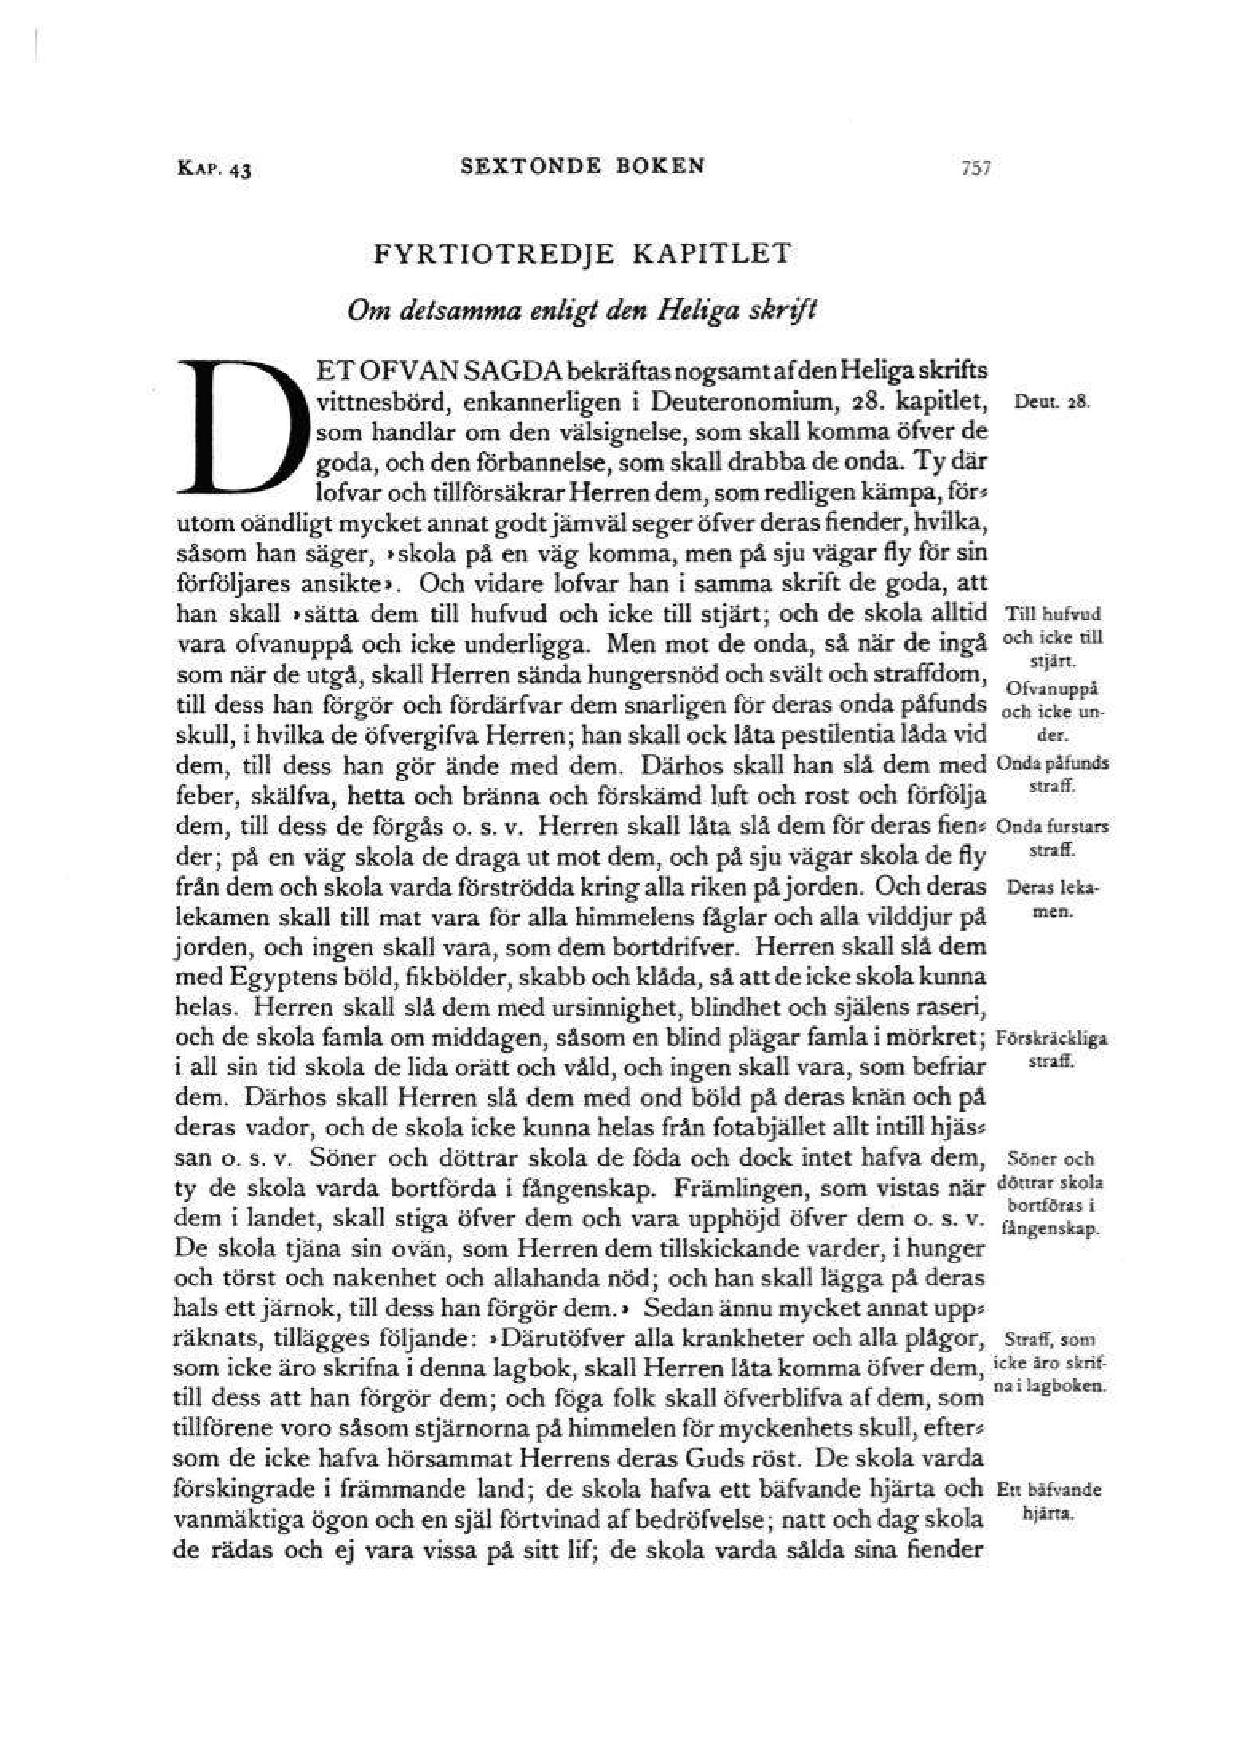 KAP. 43
SEXTONDE BOKEN
757
FYRTIOTREDJE KAPITLET
Om detsamma enligt den Heliga skrift
DET OFVAN SAGDA bekräftas nogsamt af den Heliga skrifts
vittnesbörd, enkannerligen i Deuteronomium, 28. kapitlet,
som handlar om den välsignelse, som skall komma öfver de
goda, och den förbannelse, som skall drabba de onda. Ty där
lofvar och tillförsäkrar Herren dem, som redligen kämpa, för-
utom oändligt mycket annat godt jämväl seger öfver deras fiender, hvilka,
såsom han säger, »skola på en väg komma, men på sju vägar fly för sin
förföljares ansikte». Och vidare lofvar han i samma skrift de goda, att
han skall »sätta dem till hufvud och icke till stjärt; och de skola alltid
vara ofvanuppå och icke underligga. Men mot de onda, så när de ingå
som när de utgå, skall Herren sända hungersnöd och svält och straffdom,
till dess han förgör och fördärfvar dem snarligen för deras onda påfunds
skull, i hvilka de öfvergifva Herren; han skall ock låta pestilentia låda vid
dem, till dess han gör ände med dem. Därhos skall han slå dem med
feber, skälfva, hetta och bränna och förskämd luft och rost och förfölja
dem, till dess de förgås o. s. v. Herren skall låta slå dem för deras fien-
der; på en väg skola de draga ut mot dem, och på sju vägar skola de fly
från dem och skola varda förströdda kring alla riken på jorden. Och deras
lekamen skall till mat vara för alla himmelens fåglar och alla vilddjur på
jorden, och ingen skall vara, som dem bortdrifver. Herren skall slå dem
med Egyptens böld, fikbölder, skabb och klåda, så att de icke skola kunna
helas. Herren skall slå dem med ursinnighet, blindhet och själens raseri,
och de skola famla om middagen, såsom en blind plägar famla i mörkret;
i all sin tid skola de lida orätt och våld, och ingen skall vara, som befriar
dem. Därhos skall Herren slå dem med ond böld på deras knän och på
deras vador, och de skola icke kunna helas från fotabjället allt intill hjäs-
san o. s. v. Söner och döttrar skola de föda och dock intet hafva dem,
ty de skola varda bortförda i fångenskap. Främlingen, som vistas när
dem i landet, skall stiga öfver dem och vara upphöjd öfver dem o. s. v.
De skola tjäna sin ovän, som Herren dem tillskickande varder, i hunger
och törst och nakenhet och allahanda nöd; och han skall lägga på deras
hals ett järnok, till dess han förgör dem.» Sedan ännu mycket annat upp-
räknats, tillägges följande: »Därutöfver alla krankheter och alla plågor,
som icke äro skrifna i denna lagbok, skall Herren låta komma öfver dem,
till dess att han förgör dem; och föga folk skall öfverblifva af dem, som
tillförene voro såsom stjärnorna på himmelen för myckenhets skull, efter-
som de icke hafva hörsammat Herrens deras Guds röst. De skola varda
förskingrade i främmande land; de skola hafva ett bäfvande hjärta och
vanmäktiga ögon och en själ förtvinad af bedröfvelse; natt och dag skola
de rädas och ej vara vissa på sitt lif; de skola varda sålda sina fiender
Deut. 28.
Till hufvud
och icke till
stjärt.
Ofvanuppå
och icke un-
der.
Onda påfunds
straff.
Onda furstars
straff.
Deras leka-
men.
Förskräckliga
straff.
Söner och
döttrar skola
bortföras i
fångenskap.
Straff, som
icke äro skrif-
na i lagboken.
Ett bäfvande
hjärta.